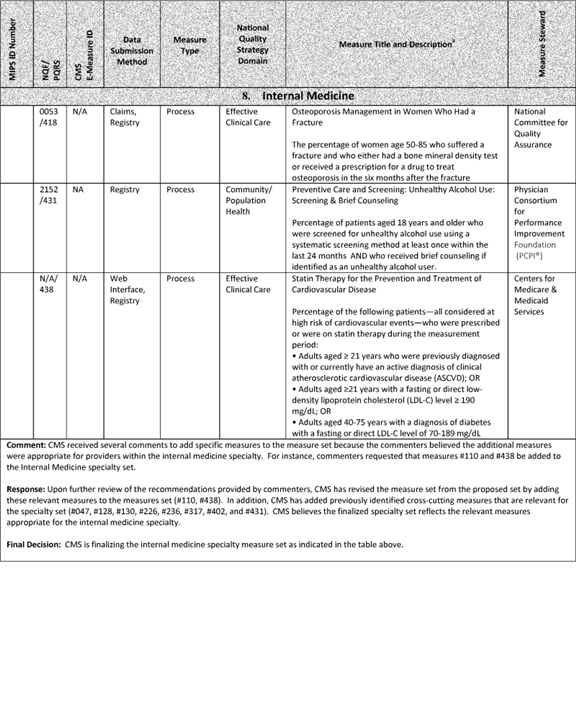 MIPS ID Number
NQF/
PQRS
CMS
E-Measure ID
Data
Submission
Method
Measure
Type
National
Quality
Strategy
Domain
Measure Title and Description¥
Measure Steward
8. Internal Medicine
0053
/418
N/A
Claims,
Registry
Process
Effective
Clinical Care
Osteoporosis Management in Women Who Had a
Fracture
The percentage of women age 50-85 who suffered a
fracture and who either had a bone mineral density test
or received a prescription for a drug to treat
osteoporosis in the six months after the fracture
National
Committee for
Quality
Assurance
2152
/431
NA
Registry
Process
Community/
Population
Health
Preventive Care and Screening: Unhealthy Alcohol Use:
Screening & Brief Counseling
Percentage of patients aged 18 years and older who
were screened for unhealthy alcohol use using a
systematic screening method at least once within the
last 24 months AND who received brief counseling if
identified as an unhealthy alcohol user.
Physician
Consortium
for
Performance
Improvement
Foundation
(PCPI®)
N/A/
438
N/A
Web
Interface,
Registry
Process
Effective
Clinical Care
Statin Therapy for the Prevention and Treatment of
Cardiovascular Disease
Percentage of the following patients—all considered at
high risk of cardiovascular events—who were prescribed
or were on statin therapy during the measurement
period:
• Adults aged ≥ 21 years who were previously diagnosed
with or currently have an active diagnosis of clinical
atherosclerotic cardiovascular disease (ASCVD); OR
• Adults aged ≥21 years with a fasting or direct low-
density lipoprotein cholesterol (LDL-C) level ≥ 190
mg/dL; OR
• Adults aged 40-75 years with a diagnosis of diabetes
with a fasting or direct LDL-C level of 70-189 mg/dL
Centers for
Medicare &
Medicaid
Services
Comment: CMS received several comments to add specific measures to the measure set because the commenters believed the additional measures
were appropriate for providers within the internal medicine specialty. For instance, commenters requested that measures #110 and #438 be added to
the Internal Medicine specialty set.
Response: Upon further review of the recommendations provided by commenters, CMS has revised the measure set from the proposed set by adding
these relevant measures to the measures set (#110, #438). In addition, CMS has added previously identified cross-cutting measures that are relevant for
the specialty set (#047, #128, #130, #226, #236, #317, #402, and #431). CMS believes the finalized specialty set reflects the relevant measures
appropriate for the internal medicine specialty.
Final Decision: CMS is finalizing the internal medicine specialty measure set as indicated in the table above.